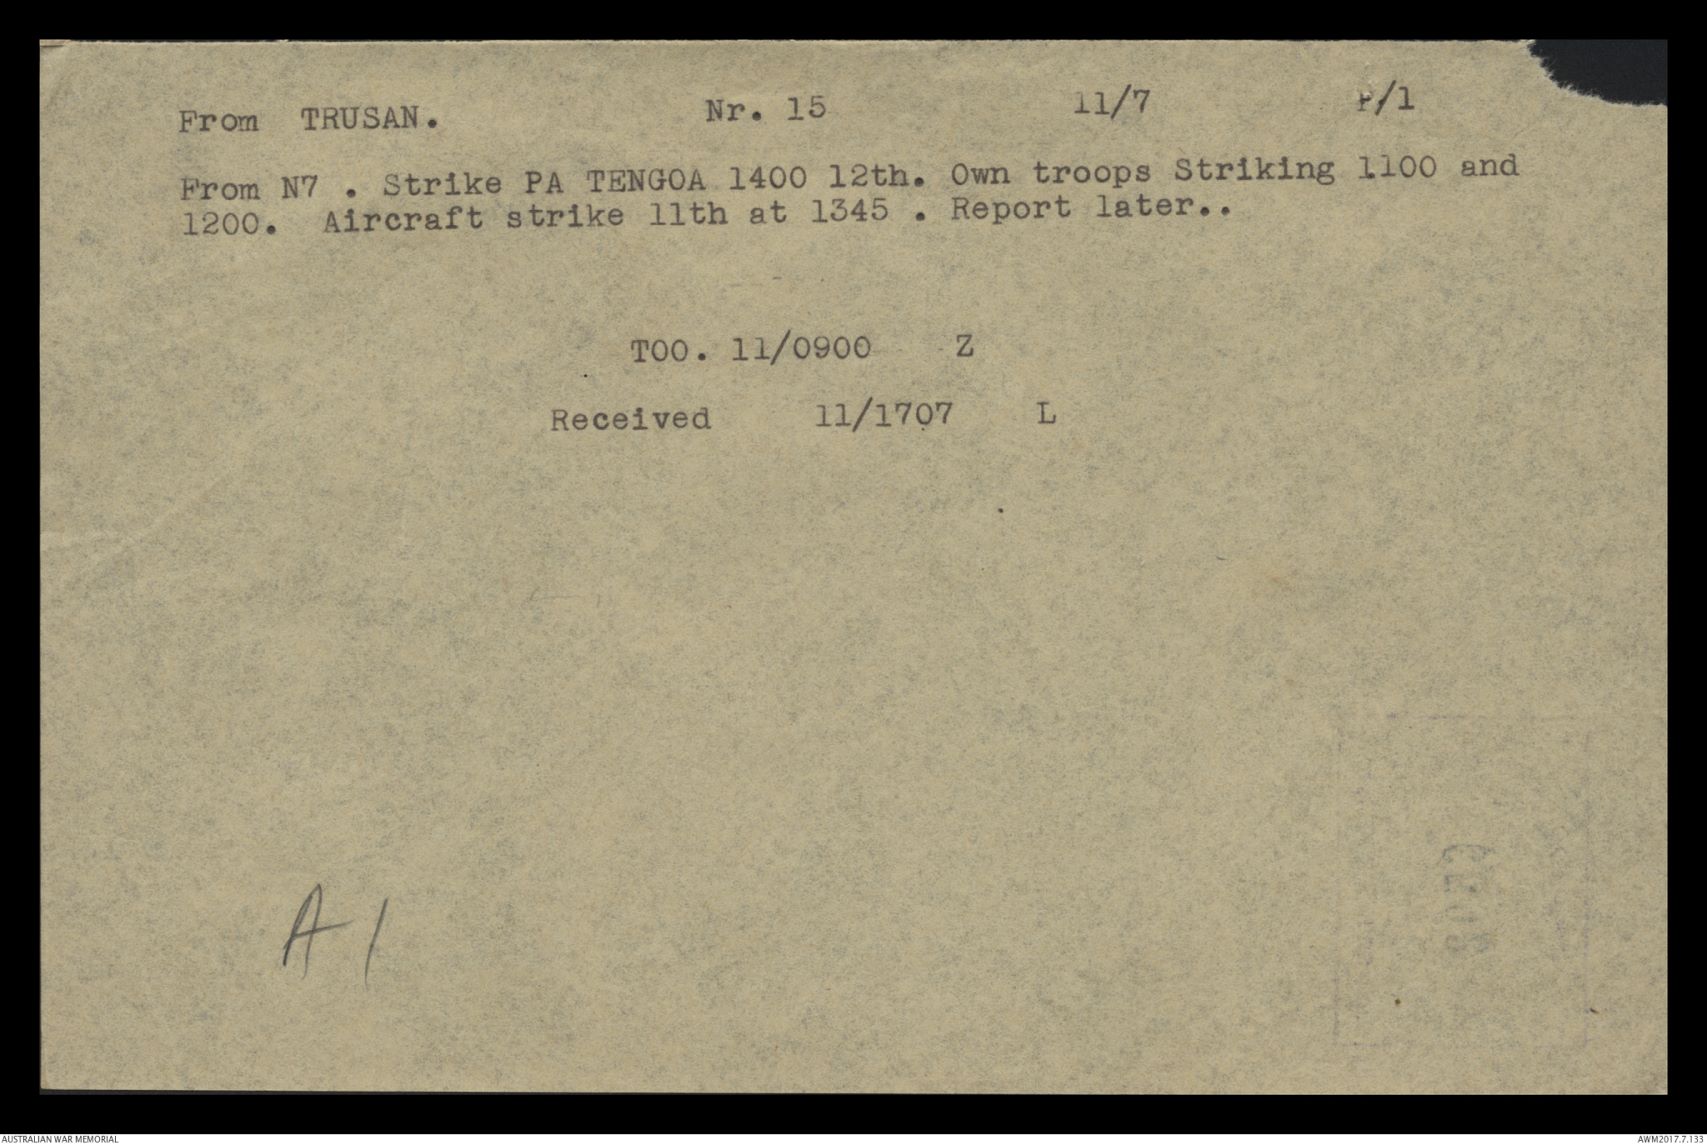 From TRUSAN. Nr. 15 11/7 P/1
From N7 . Strike PA TENGOA 1400 12th. Own troops Striking 1100 and
1200. Aircraft strike 11th at 1345 . Report later..
TOO. 11/0900 Z
Received 11/1707 L
A1
AUSTRALIAN WAR MEMORIAL
AWM2017.7.133